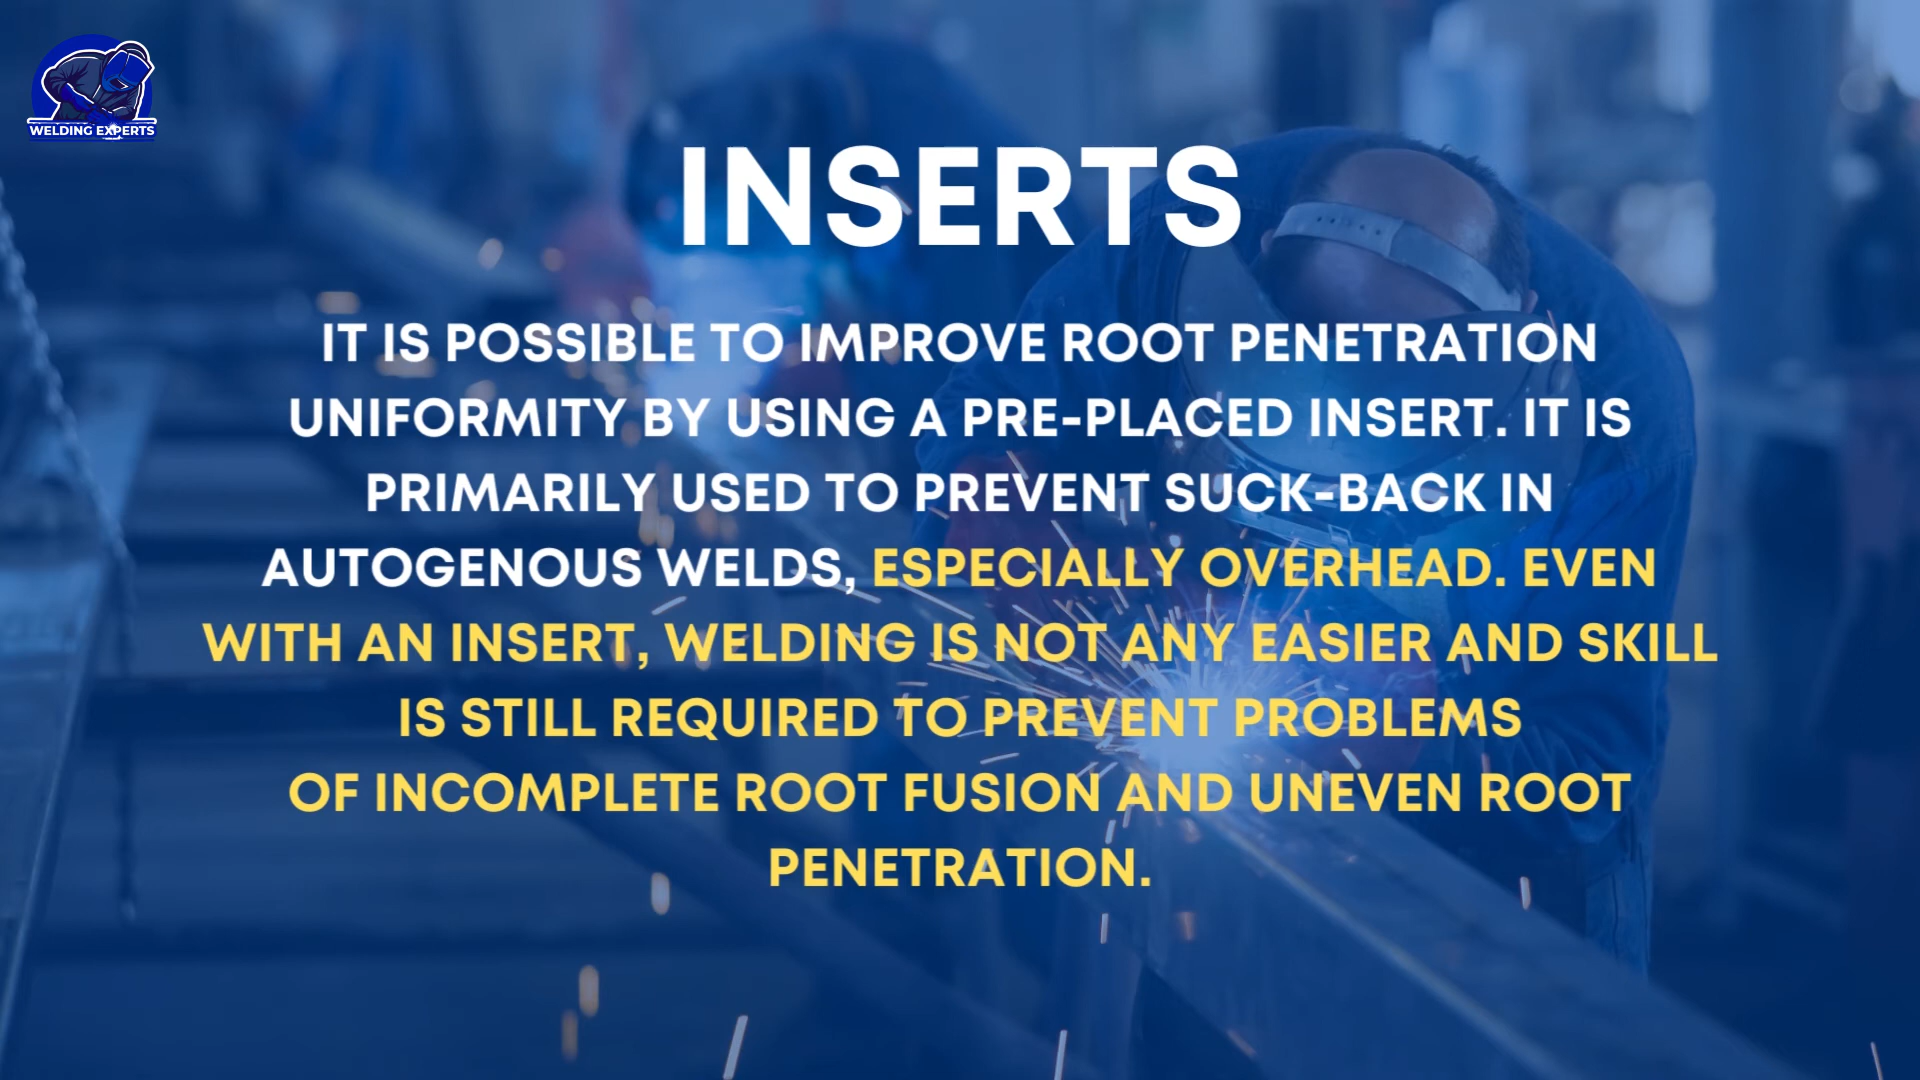 WELDING EXPERTS
INSERTS
IT IS POSSIBLE TO IMPROVE ROOT PENETRATION
UNIFORMITY BY USING A PRE-PLACED INSERT. IT IS
PRIMARILY USED TO PREVENT SUCK-BACK IN
AUTOGENOUS WELDS, ESPECIALLY OVERHEAD. EVEN
WITH AN INSERT, WELDING IS NOT ANY EASIER AND SKILL
IS STILL REQUIRED TO PREVENT PROBLEMS
OF INCOMPLETE ROOT FUSION AND UNEVEN ROOT
PENETRATION.